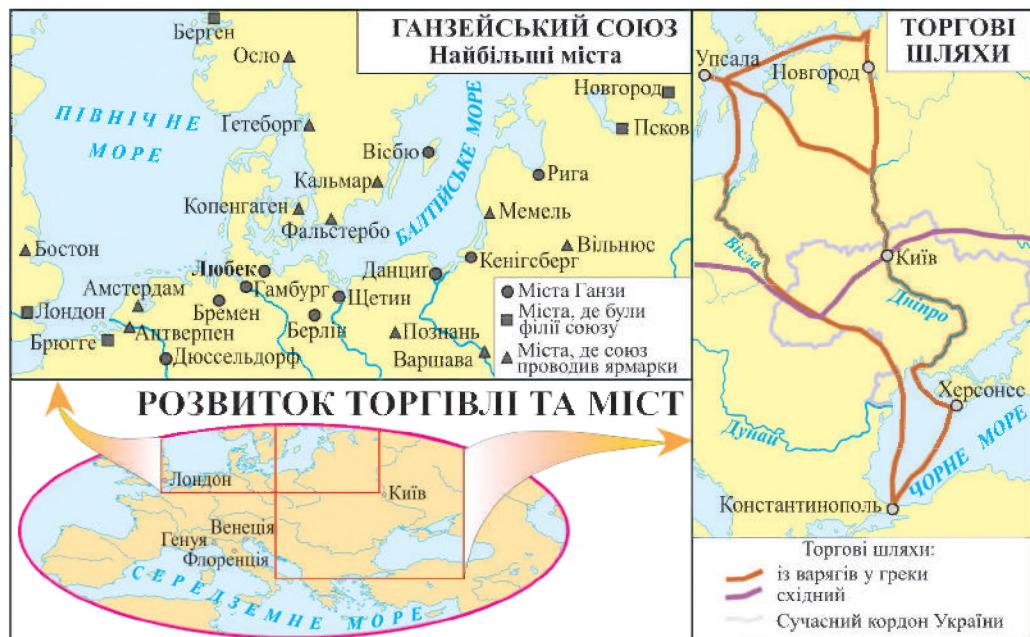 ГАНЗЕЙСЬКИЙ СОЮЗ
Найбільші міста
Берген
Осло
Новгород
ПІВНІЧНЕ
МОРЕ
Гетеборг
Псков
Вісбю
БАЛТІЙСЬКЕ МОРЕ
Рига
Кальмар
Копенгаген
Мемель
Фальстербо
Бостон
Вільнюс
Кенігсберг
Любек
Данциг
Гамбург
Амстердам
Щетин
Лондон
Бремен
Антверпен
Берлін
Познань
Брюгге
Дюссельдорф
Варшава
Міста Ганзи
Міста, де були
філії союзу
Міста, де союз
проводив ярмарки
ТОРГОВІ
ШЛЯХИ
Упсала
Новгород
Вісла
Київ
Дніпро
Херсонес
Дунай
ЧОРНЕ МОРЕ
Константинополь
Торгові шляхи:
із варягів у греки
східний
Сучасний кордон України
РОЗВИТОК ТОРГІВЛІ ТА МІСТ
Лондон
Київ
Венеція
Генуя
Флоренція
СЕРЕДЗЕМНЕ МОРЕ